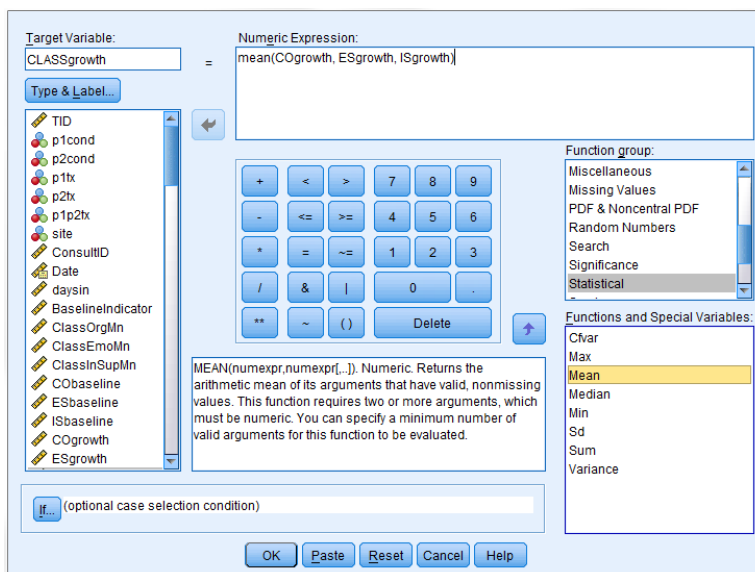 Target Variable:
CLASSgrowth
Type & Label...
=
Numeric Expression:
mean(COgrowth, ESgrowth, ISgrowth)
TID
p1cond
p2cond
p1tx
p2tx
p1p2tx
site
ConsultID
Date
daysin
BaselineIndicator
ClassOrgMn
ClassEmoMn
ClassInSupMn
CObaseline
ESbaseline
ISbaseline
COgrowth
ESgrowth
+ < > 7 8 9
- <= >= 4 5 6
* = ~= 1 2 3
/ & | 0 .
** ~ ( ) Delete
MEAN(numexpr,numexpr[,..]). Numeric. Returns the
arithmetic mean of its arguments that have valid, nonmissing
values. This function requires two or more arguments, which
must be numeric. You can specify a minimum number of
valid arguments for this function to be evaluated.
Function group:
Miscellaneous
Missing Values
PDF & Noncentral PDF
Random Numbers
Search
Significance
Statistical
Functions and Special Variables:
Cfvar
Max
Mean
Median
Min
Sd
Sum
Variance
If... (optional case selection condition)
OK Paste Reset Cancel Help